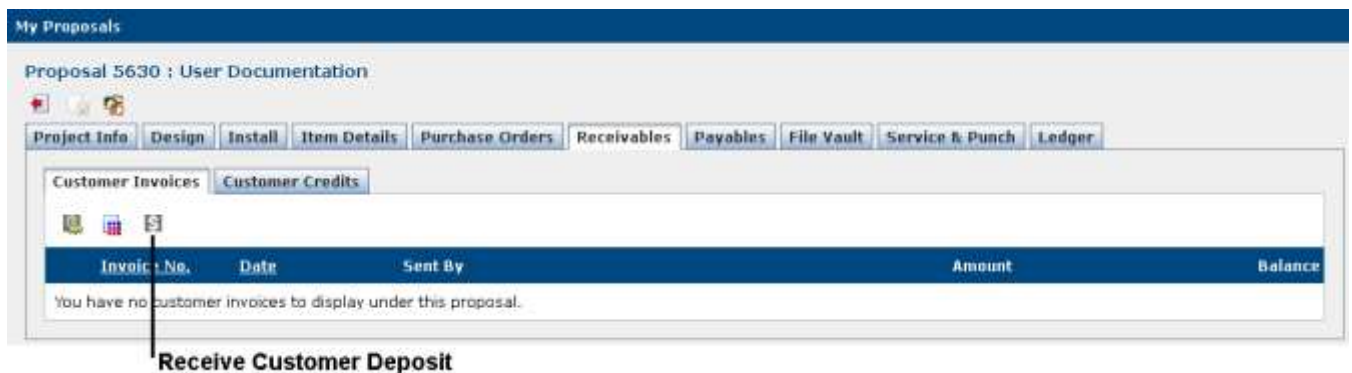 My Proposals
Proposal 5630 : User Documentation
Project Info Design Install Item Details Purchase Orders Receivables Payables File Vault Service & Punch Ledger
Customer Invoices Customer Credits
Invoice No. Date Sent By Amount Balance
You have no customer invoices to display under this proposal.
Receive Customer Deposit